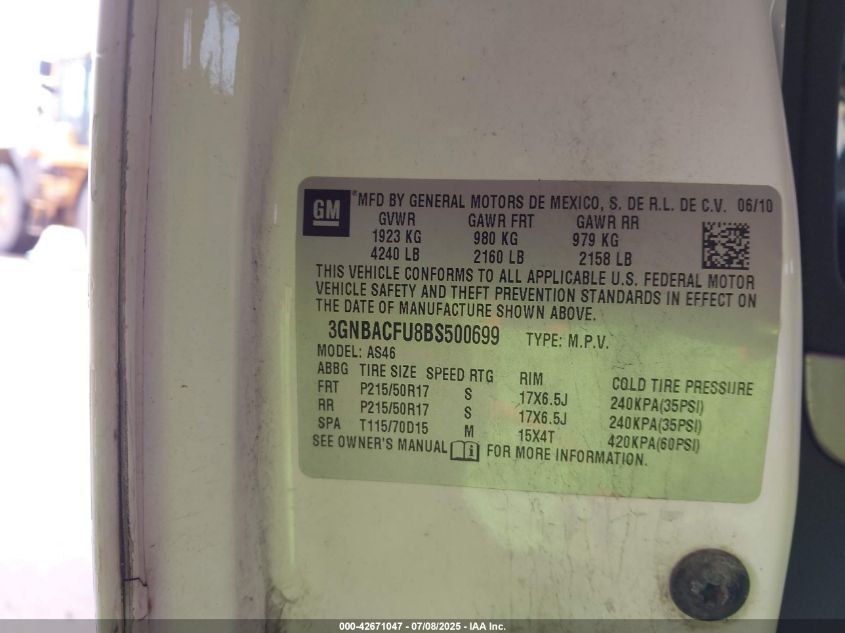 GM
®MFD BY GENERAL MOTORS DE MEXICO, S. DE R.L. DE C.V. 06/10
GVWR GAWR FRT GAWR RR
1923 KG 980 KG 979 KG
4240 LB 2160 LB 2158 LB
THIS VEHICLE CONFORMS TO ALL APPLICABLE U.S. FEDERAL MOTOR
VEHICLE SAFETY AND THEFT PREVENTION STANDARDS IN EFFECT ON
THE DATE OF MANUFACTURE SHOWN ABOVE.
3GNBACFU8BS500699 TYPE: M.P.V.
MODEL: AS46
ABBG TIRE SIZE SPEED RTG RIM COLD TIRE PRESSURE
FRT P215/50R17 S 17X6.5J 240KPA(35PSI)
RR P215/50R17 S 17X6.5J 240KPA(35PSI)
SPA T115/70D15 M 15X4T 420KPA(60PSI)
SEE OWNER'S MANUAL i FOR MORE INFORMATION.
000-42671047 - 07/08/2025 - IAA Inc.